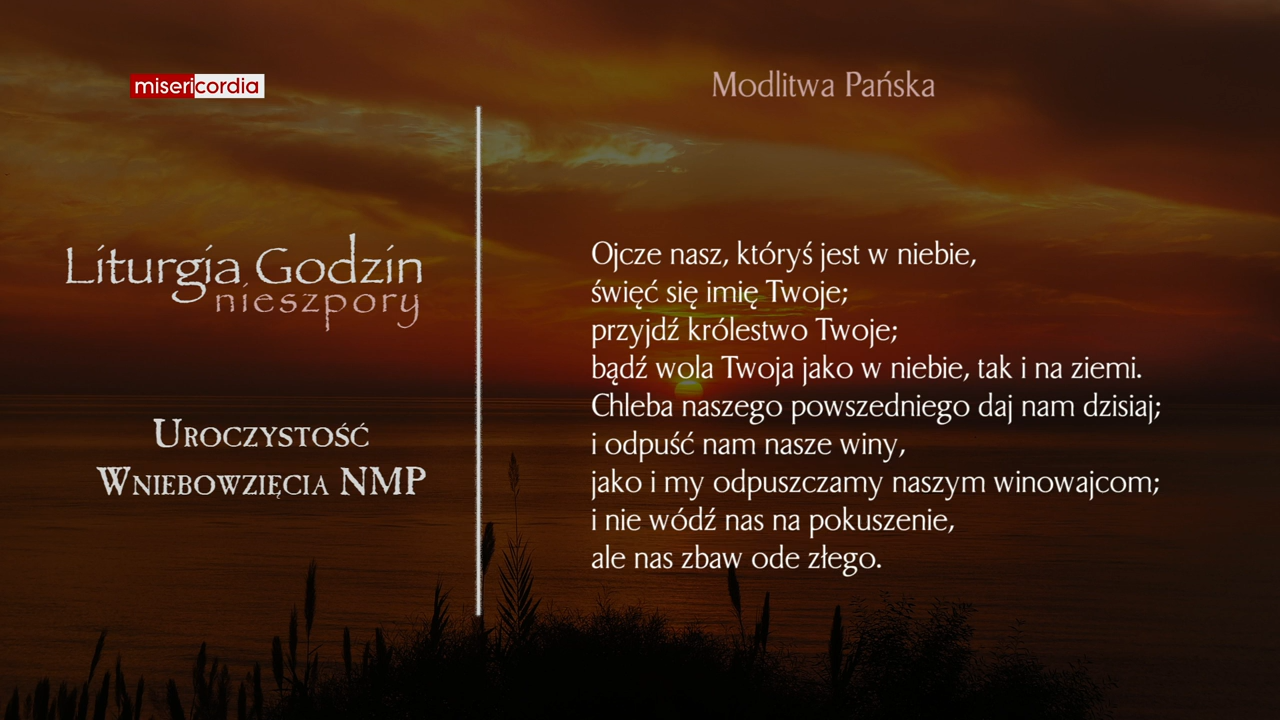 misericordia
Liturgia Godzin
nieszpory
Uroczystość
Wniebowzięcia NMP
Modlitwa Pańska
Ojcze nasz, któryś jest w niebie,
święć się imię Twoje;
przyjdź królestwo Twoje;
bądź wola Twoja jako w niebie, tak i na ziemi.
Chleba naszego powszedniego daj nam dzisiaj;
i odpuść nam nasze winy,
jako i my odpuszczamy naszym winowajcom;
i nie wódź nas na pokuszenie,
ale nas zbaw ode złego.